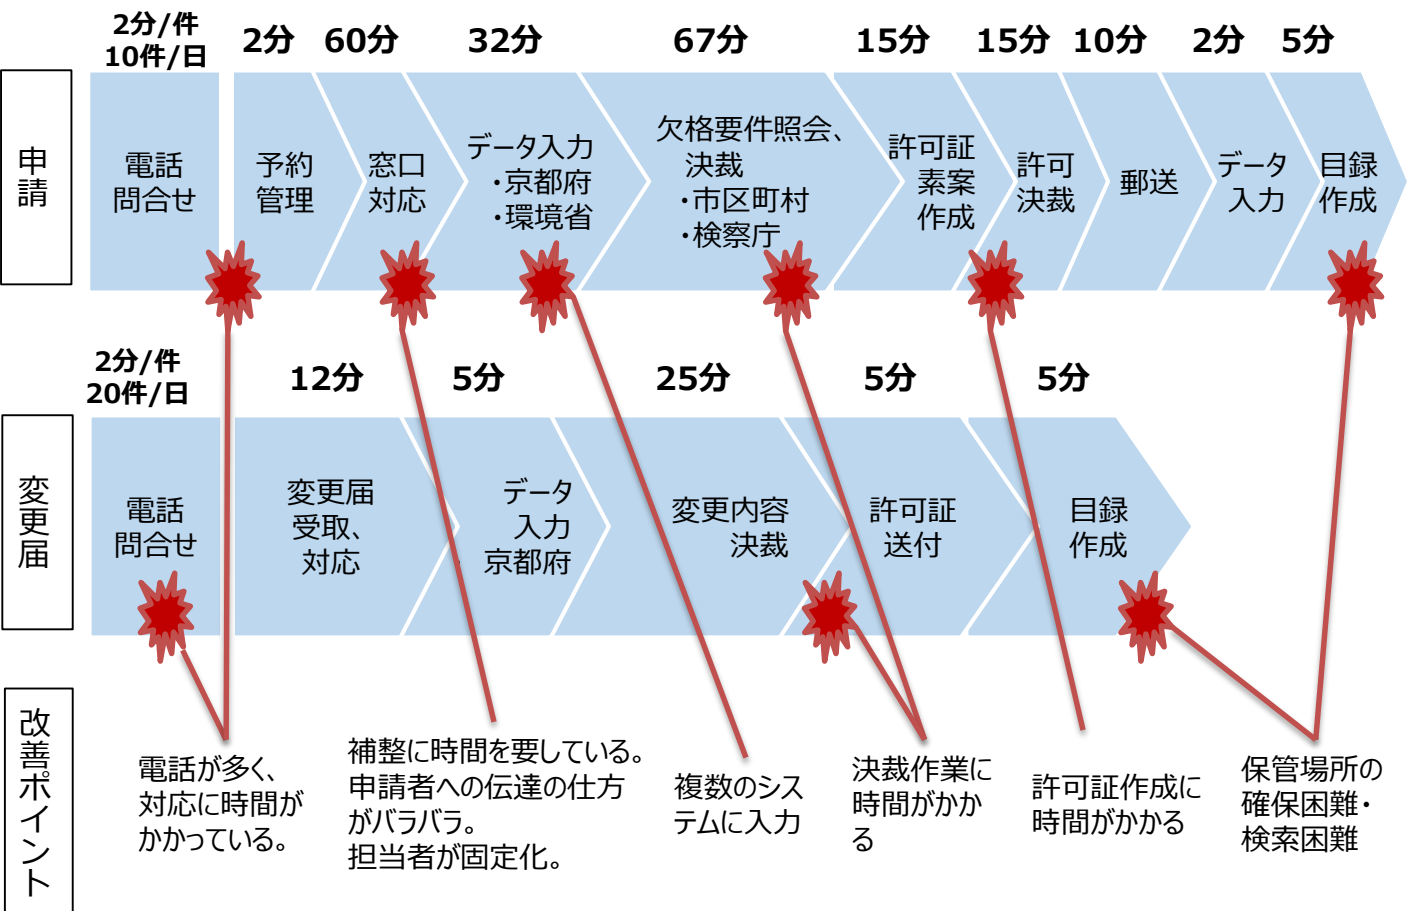 2分/件
10件/日
2分
60分
32分
67分
15分
15分
10分
2分
5分
申請
電話
問合せ
予約
管理
窓口
対応
データ入力
・京都府
・環境省
欠格要件照会、
決裁
・市区町村
・検察庁
許可証
素案
作成
許可
決裁
郵送
データ
入力
目録
作成
2分/件
20件/日
12分
5分
25分
5分
5分
変更届
電話
問合せ
変更届
受取、
対応
データ
入力
京都府
変更内容
決裁
許可証
送付
目録
作成
改善ポイント
電話が多く、
対応に時間が
かかっている。
補整に時間を要している。
申請者への伝達の仕方
がバラバラ。
担当者が固定化。
複数のシス
テムに入力
決裁作業に
時間がかか
る
許可証作成に
時間がかかる
保管場所の
確保困難・
検索困難